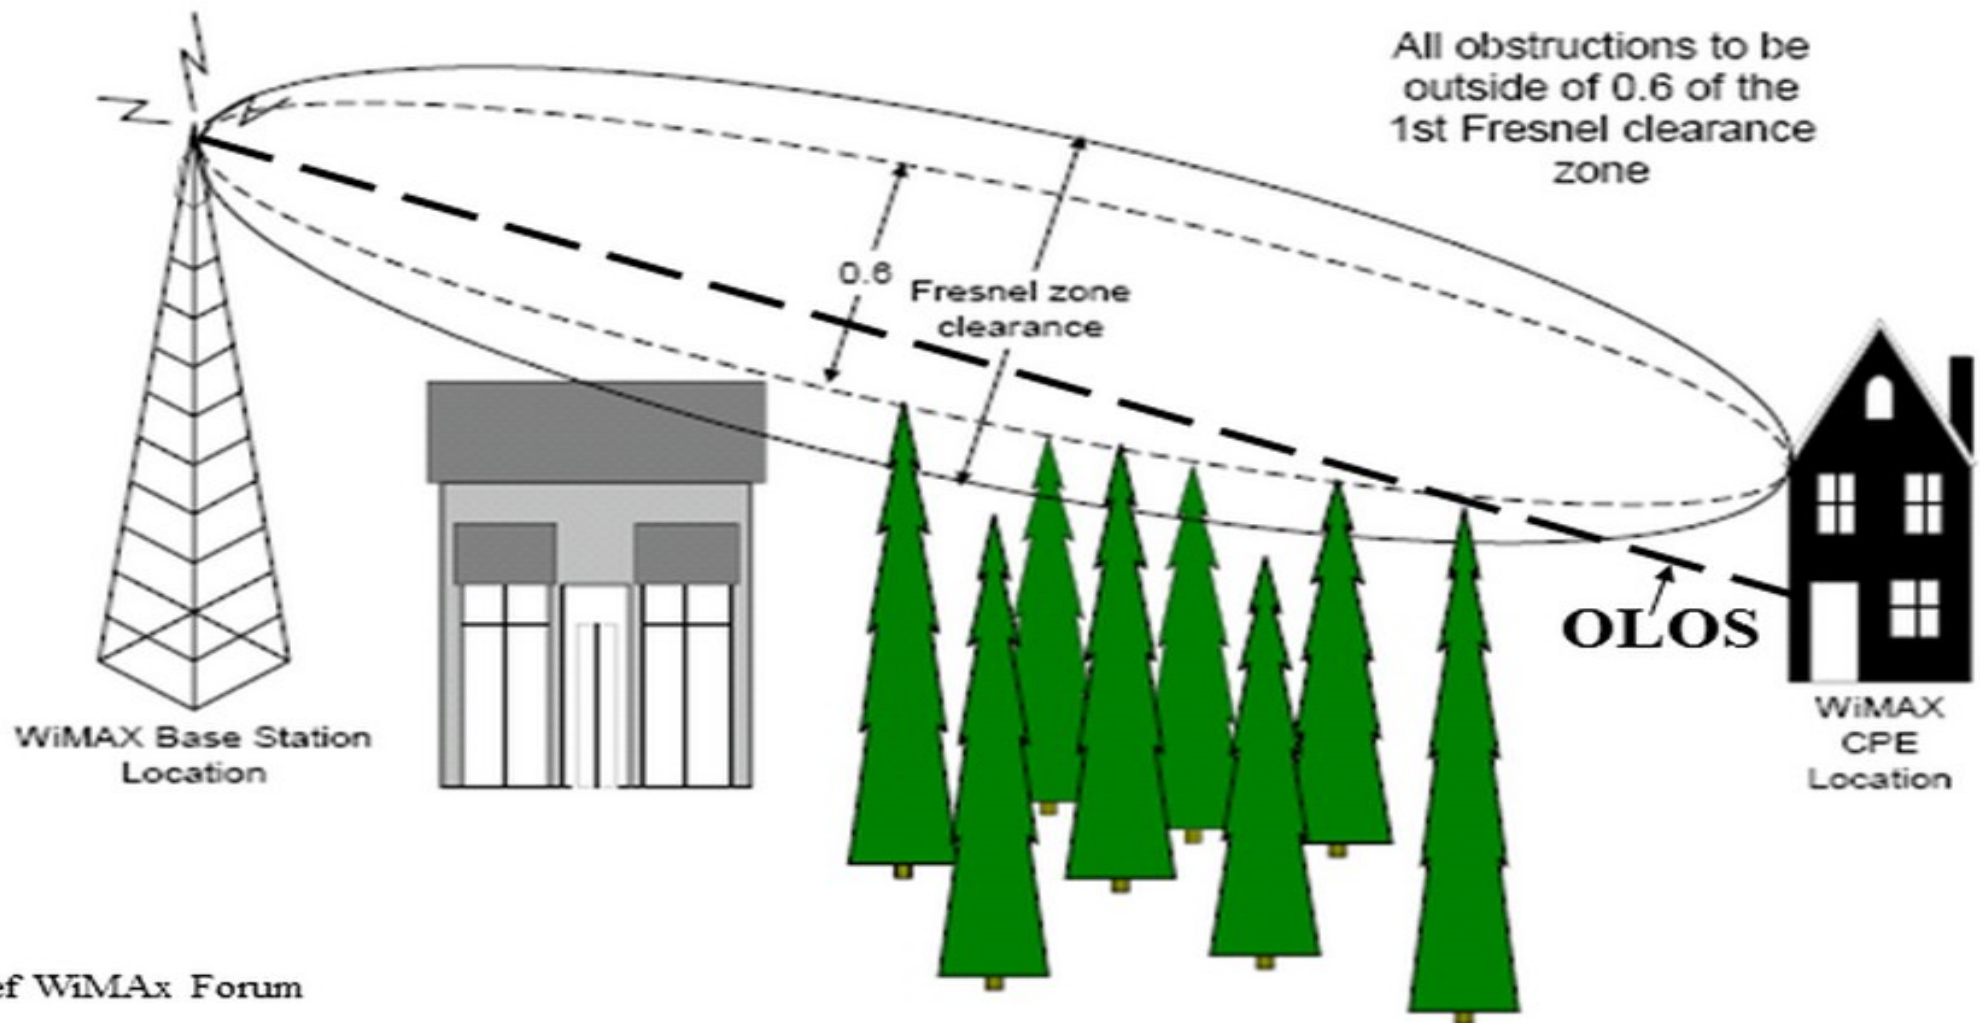 All obstructions to be
outside of 0.6 of the
1st Fresnel clearance
zone
0.6
Fresnel zone
clearance
OLOS
WiMAX Base Station
Location
WiMAX
CPE
Location
ef WiMAx Forum